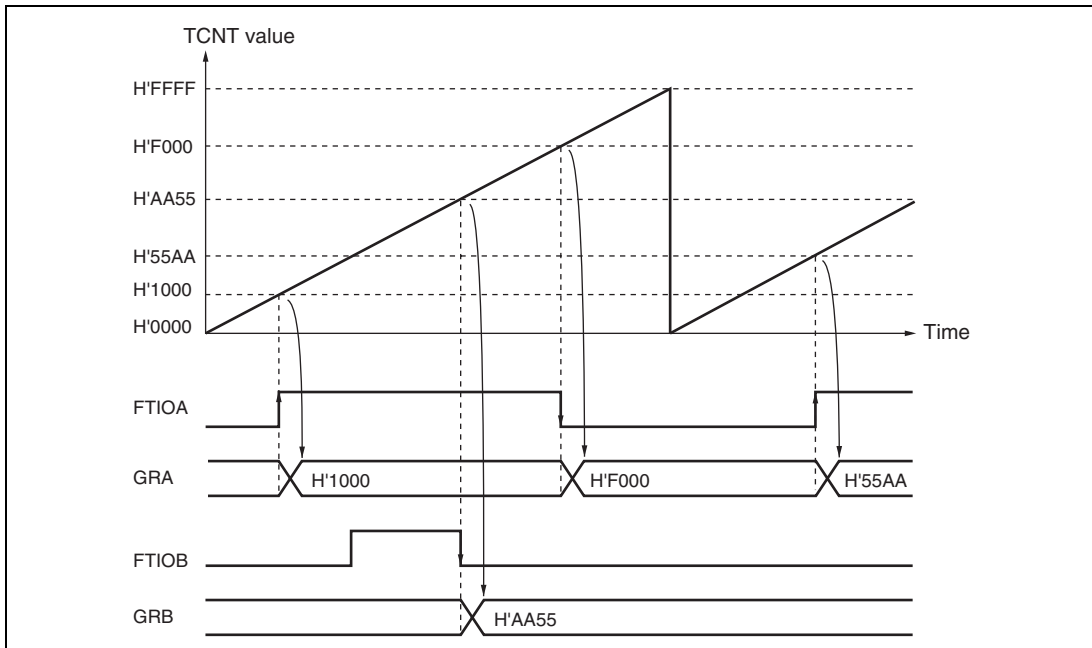 TCNT value
H'FFFF
H'F000
H'AA55
H'55AA
H'1000
H'0000
Time
FTIOA
GRA
H'1000
H'F000
H'55AA
FTIOB
GRB
H'AA55